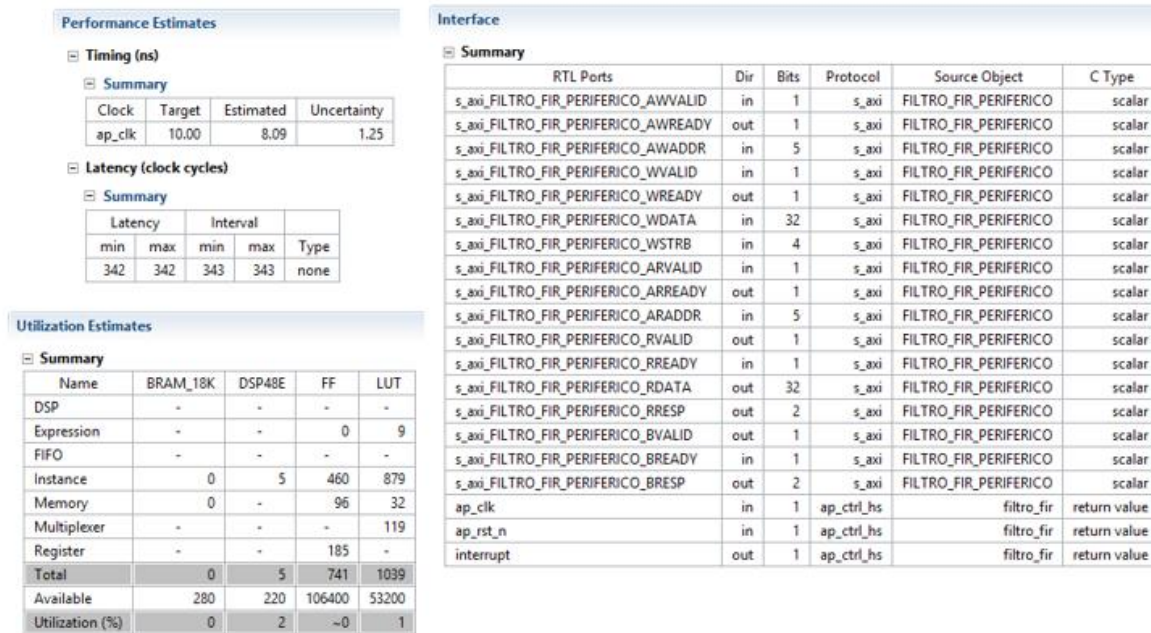 Performance Estimates
Timing (ns)
Summary
Clock Target Estimated Uncertainty
ap_clk 10.00 8.09 1.25
Latency (clock cycles)
Summary
Latency Interval
min max min max Type
342 342 343 343 none
Utilization Estimates
Summary
Name BRAM_18K DSP48E FF LUT
DSP - - - -
Expression - - 0 9
FIFO - - - -
Instance 0 5 460 879
Memory 0 - 96 32
Multiplexer - - - 119
Register - - 185 -
Total 0 5 741 1039
Available 280 220 106400 53200
Utilization (%) 0 2 ~0 1
Interface
Summary
RTL Ports Dir Bits Protocol Source Object C Type
s_axi_FILTRO_FIR_PERIFERICO_AWVALID in 1 s_axi FILTRO_FIR_PERIFERICO scalar
s_axi_FILTRO_FIR_PERIFERICO_AWREADY out 1 s_axi FILTRO_FIR_PERIFERICO scalar
s_axi_FILTRO_FIR_PERIFERICO_AWADDR in 5 s_axi FILTRO_FIR_PERIFERICO scalar
s_axi_FILTRO_FIR_PERIFERICO_WVALID in 1 s_axi FILTRO_FIR_PERIFERICO scalar
s_axi_FILTRO_FIR_PERIFERICO_WREADY out 1 s_axi FILTRO_FIR_PERIFERICO scalar
s_axi_FILTRO_FIR_PERIFERICO_WDATA in 32 s_axi FILTRO_FIR_PERIFERICO scalar
s_axi_FILTRO_FIR_PERIFERICO_WSTRB in 4 s_axi FILTRO_FIR_PERIFERICO scalar
s_axi_FILTRO_FIR_PERIFERICO_ARVALID in 1 s_axi FILTRO_FIR_PERIFERICO scalar
s_axi_FILTRO_FIR_PERIFERICO_ARREADY out 1 s_axi FILTRO_FIR_PERIFERICO scalar
s_axi_FILTRO_FIR_PERIFERICO_ARADDR in 5 s_axi FILTRO_FIR_PERIFERICO scalar
s_axi_FILTRO_FIR_PERIFERICO_RVALID out 1 s_axi FILTRO_FIR_PERIFERICO scalar
s_axi_FILTRO_FIR_PERIFERICO_RREADY in 1 s_axi FILTRO_FIR_PERIFERICO scalar
s_axi_FILTRO_FIR_PERIFERICO_RDATA out 32 s_axi FILTRO_FIR_PERIFERICO scalar
s_axi_FILTRO_FIR_PERIFERICO_RRESP out 2 s_axi FILTRO_FIR_PERIFERICO scalar
s_axi_FILTRO_FIR_PERIFERICO_BVALID out 1 s_axi FILTRO_FIR_PERIFERICO scalar
s_axi_FILTRO_FIR_PERIFERICO_BREADY in 1 s_axi FILTRO_FIR_PERIFERICO scalar
s_axi_FILTRO_FIR_PERIFERICO_BRESP out 2 s_axi FILTRO_FIR_PERIFERICO scalar
ap_clk in 1 ap_ctrl_hs filtro_fir return value
ap_rst_n in 1 ap_ctrl_hs filtro_fir return value
interrupt out 1 ap_ctrl_hs filtro_fir return value